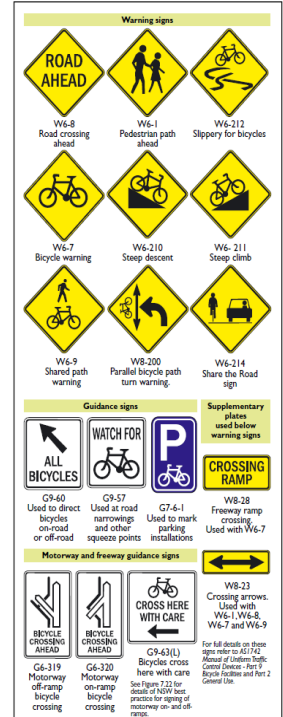 Warning signs
ROAD
AHEAD
W6-8
Road crossing
ahead
W6-1
Pedestrian path
ahead
W6-212
Slippery for bicycles
W6-7
Bicycle warning
W6-210
Steep descent
W6- 211
Steep climb
W6-9
Shared path
warning
W8-200
Parallel bicycle path
turn warning.
W6-214
Share the Road
sign
Guidance signs
ALL
BICYCLES
G9-60
Used to direct
bicycles
on-road
or off-road
WATCH FOR
G9-57
Used at road
narrowings
and other
squeeze points
P
G7-6-1
Used to mark
parking
installations
Supplementary
plates
used below
warning signs
CROSSING
RAMP
W8-28
Freeway ramp
crossing.
Used with W6-7
W8-23
Crossing arrows.
Used with
W6-1,W6-8,
W6-7 and W6-9
For full details on these
signs refer to AS1742
Manual of Uniform Traffic
Control Devices - Part 9
Bicycle Facilities and Part 2
General Use.
Motorway and freeway guidance signs
BICYCLE
CROSSING
AHEAD
G6-319
Motorway
off-ramp
bicycle
crossing
BICYCLE
CROSSING
AHEAD
G6-320
Motorway
on-ramp
bicycle
crossing
CROSS HERE
WITH CARE
G9-63(L)
Bicycles cross
here with care
See Figure 7.22 for
details of NSW best
practice for signing of
motorway on- and off-
ramps.